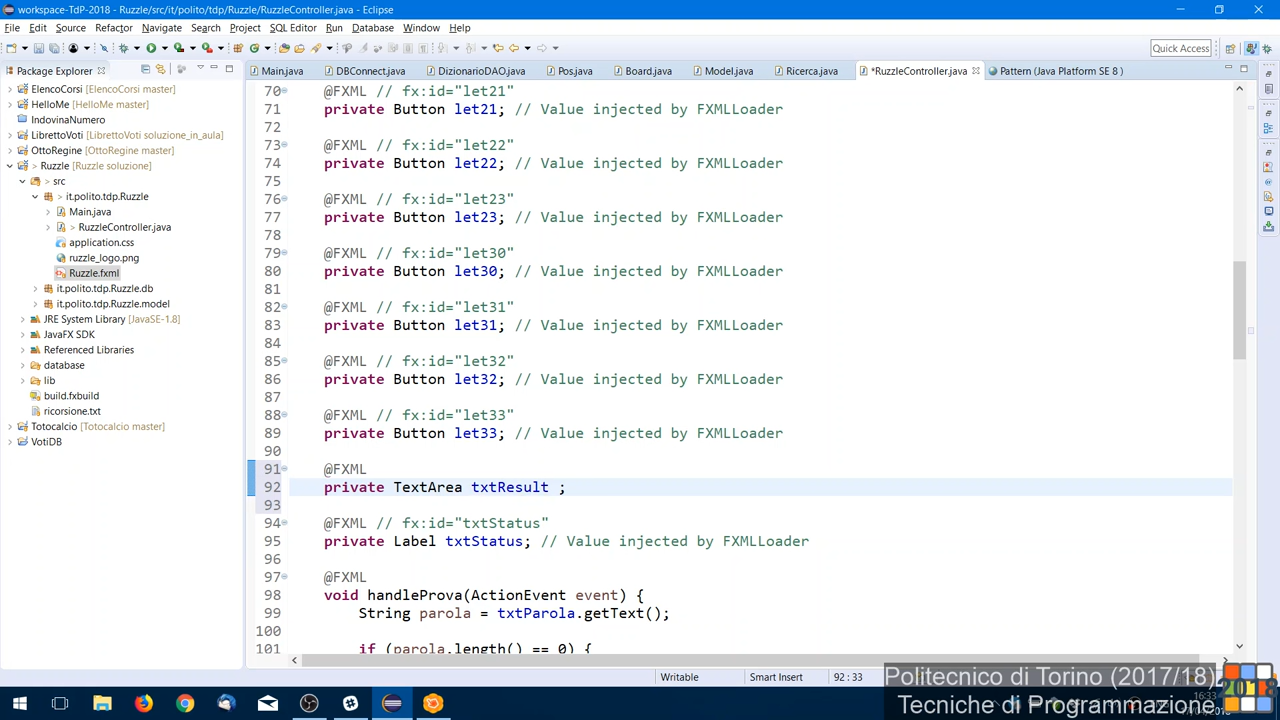 workspace-TdP-2018 - Ruzzle/src/it/polito/tdp/Ruzzle/RuzzleController.java - Eclipse
File Edit Source Refactor Navigate Search Project SQL Editor Run Database Window Help
Quick Access
Package Explorer
Main.java DBConnect.java DizionarioDAO.java Pos.java Board.java Model.java Ricerca.java *RuzzleController.java Pattern (Java Platform SE 8 )
ElencoCorsi [ElencoCorsi master]
HelloMe [HelloMe master]
IndovinaNumero
LibrettoVoti [LibrettoVoti soluzione_in_aula]
OttoRegine [OttoRegine master]
> Ruzzle [Ruzzle soluzione]
> src
> it.polito.tdp.Ruzzle
Main.java
> RuzzleController.java
application.css
ruzzle_logo.png
Ruzzle.fxml
it.polito.tdp.Ruzzle.db
it.polito.tdp.Ruzzle.model
JRE System Library [JavaSE-1.8]
JavaFX SDK
Referenced Libraries
database
lib
build.fxbuild
ricorsione.txt
Totocalcio [Totocalcio master]
VotiDB
70 @FXML // fx:id="let21"
71 private Button let21; // Value injected by FXMLLoader
72
73 @FXML // fx:id="let22"
74 private Button let22; // Value injected by FXMLLoader
75
76 @FXML // fx:id="let23"
77 private Button let23; // Value injected by FXMLLoader
78
79 @FXML // fx:id="let30"
80 private Button let30; // Value injected by FXMLLoader
81
82 @FXML // fx:id="let31"
83 private Button let31; // Value injected by FXMLLoader
84
85 @FXML // fx:id="let32"
86 private Button let32; // Value injected by FXMLLoader
87
88 @FXML // fx:id="let33"
89 private Button let33; // Value injected by FXMLLoader
90
91 @FXML
92 private TextArea txtResult ;
93
94 @FXML // fx:id="txtStatus"
95 private Label txtStatus; // Value injected by FXMLLoader
96
97 @FXML
98 void handleProva(ActionEvent event) {
99 String parola = txtParola.getText();
100
101 if (parola.length() == 0) {
Writable Smart Insert 92 : 33
Politecnico di Torino (2017/18)
Tecniche di Programmazione
2018
16:33